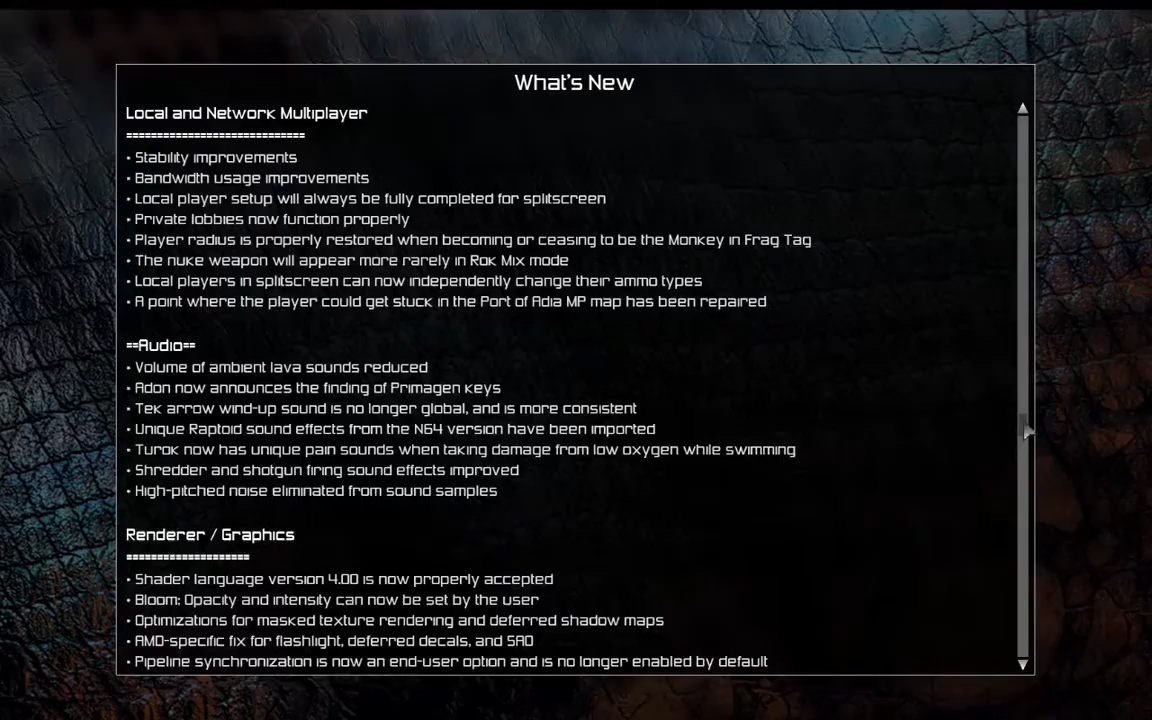 What's New
Local and Network Multiplayer
=============================
• Stability improvements
• Bandwidth usage improvements
• Local player setup will always be fully completed for splitscreen
• Private lobbies now function properly
• Player radius is properly restored when becoming or ceasing to be the Monkey in Frag Tag
• The nuke weapon will appear more rarely in Rok Mix mode
• Local players in splitscreen can now independently change their ammo types
• A point where the player could get stuck in the Port of Adia MP map has been repaired
==Audio==
• Volume of ambient lava sounds reduced
• Adon now announces the finding of Primagen keys
• Tek arrow wind-up sound is no longer global, and is more consistent
• Unique Raptoid sound effects from the N64 version have been imported
• Turok now has unique pain sounds when taking damage from low oxygen while swimming
• Shredder and shotgun firing sound effects improved
• High-pitched noise eliminated from sound samples
Renderer / Graphics
====================
• Shader language version 4.00 is now properly accepted
• Bloom: Opacity and intensity can now be set by the user
• Optimizations for masked texture rendering and deferred shadow maps
• AMD-specific fix for flashlight, deferred decals, and SAO
• Pipeline synchronization is now an end-user option and is no longer enabled by default